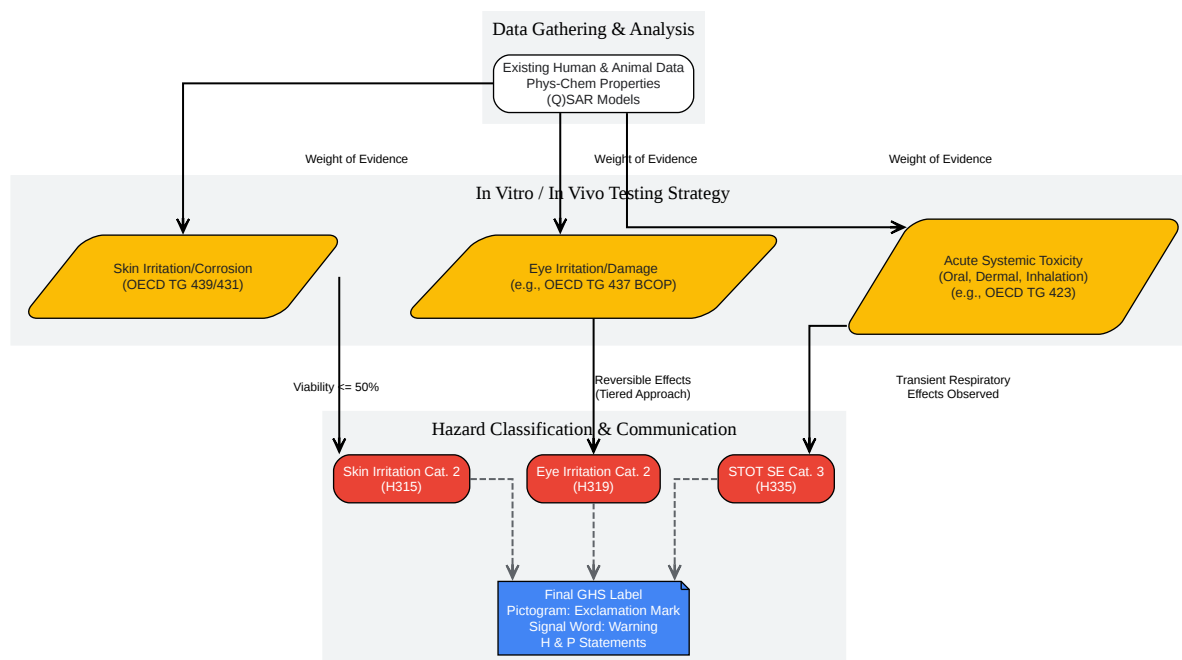 Data Gathering & Analysis
Existing Human & Animal Data
Phys-Chem Properties
(Q)SAR Models
Weight of Evidence
Weight of Evidence
Weight of Evidence
In Vitro / In Vivo Testing Strategy
Skin Irritation/Corrosion
(OECD TG 439/431)
Eye Irritation/Damage
(e.g., OECD TG 437 BCOP)
Acute Systemic Toxicity
(Oral, Dermal, Inhalation)
(e.g., OECD TG 423)
Viability <= 50%
Reversible Effects
(Tiered Approach)
Transient Respiratory
Effects Observed
Hazard Classification & Communication
Skin Irritation Cat. 2
(H315)
Eye Irritation Cat. 2
(H319)
STOT SE Cat. 3
(H335)
Final GHS Label
Pictogram: Exclamation Mark
Signal Word: Warning
H & P Statements